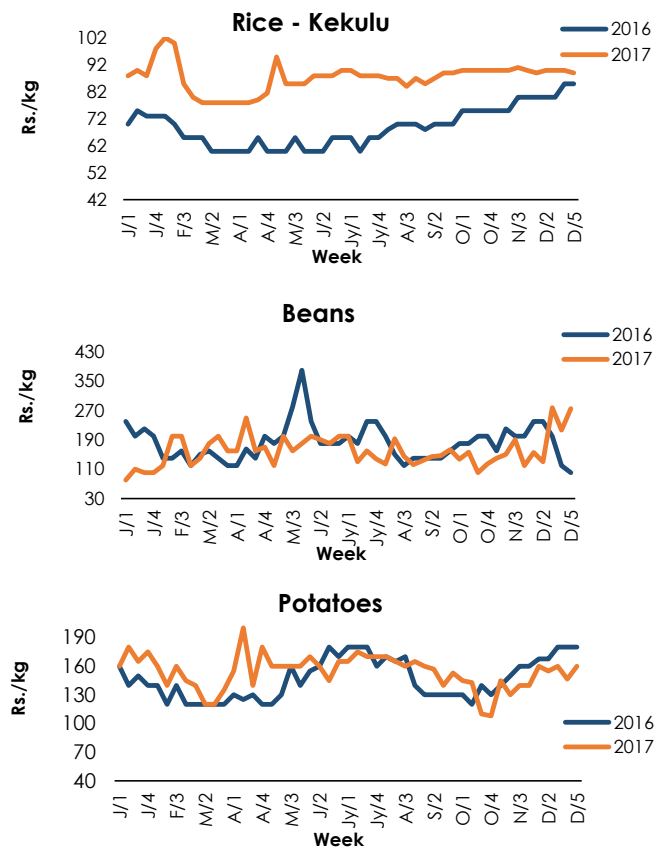 Rice - Kekulu
Rs./kg
102
92
82
72
62
52
42
2016
2017
J/1 J/4 F/3 M/2 A/1 A/4 M/3 J/2 Jy/1 Jy/4 A/3 S/2 O/1 O/4 N/3 D/2 D/5
Week
Beans
Rs./kg
430
350
270
190
110
30
2016
2017
J/1 J/4 F/3 M/2 A/1 A/4 M/3 J/2 Jy/1 Jy/4 A/3 S/2 O/1 O/4 N/3 D/2 D/5
Week
Potatoes
Rs./kg
190
160
130
100
70
40
2016
2017
J/1 J/4 F/3 M/2 A/1 A/4 M/3 J/2 Jy/1 Jy/4 A/3 S/2 O/1 O/4 N/3 D/2 D/5
Week